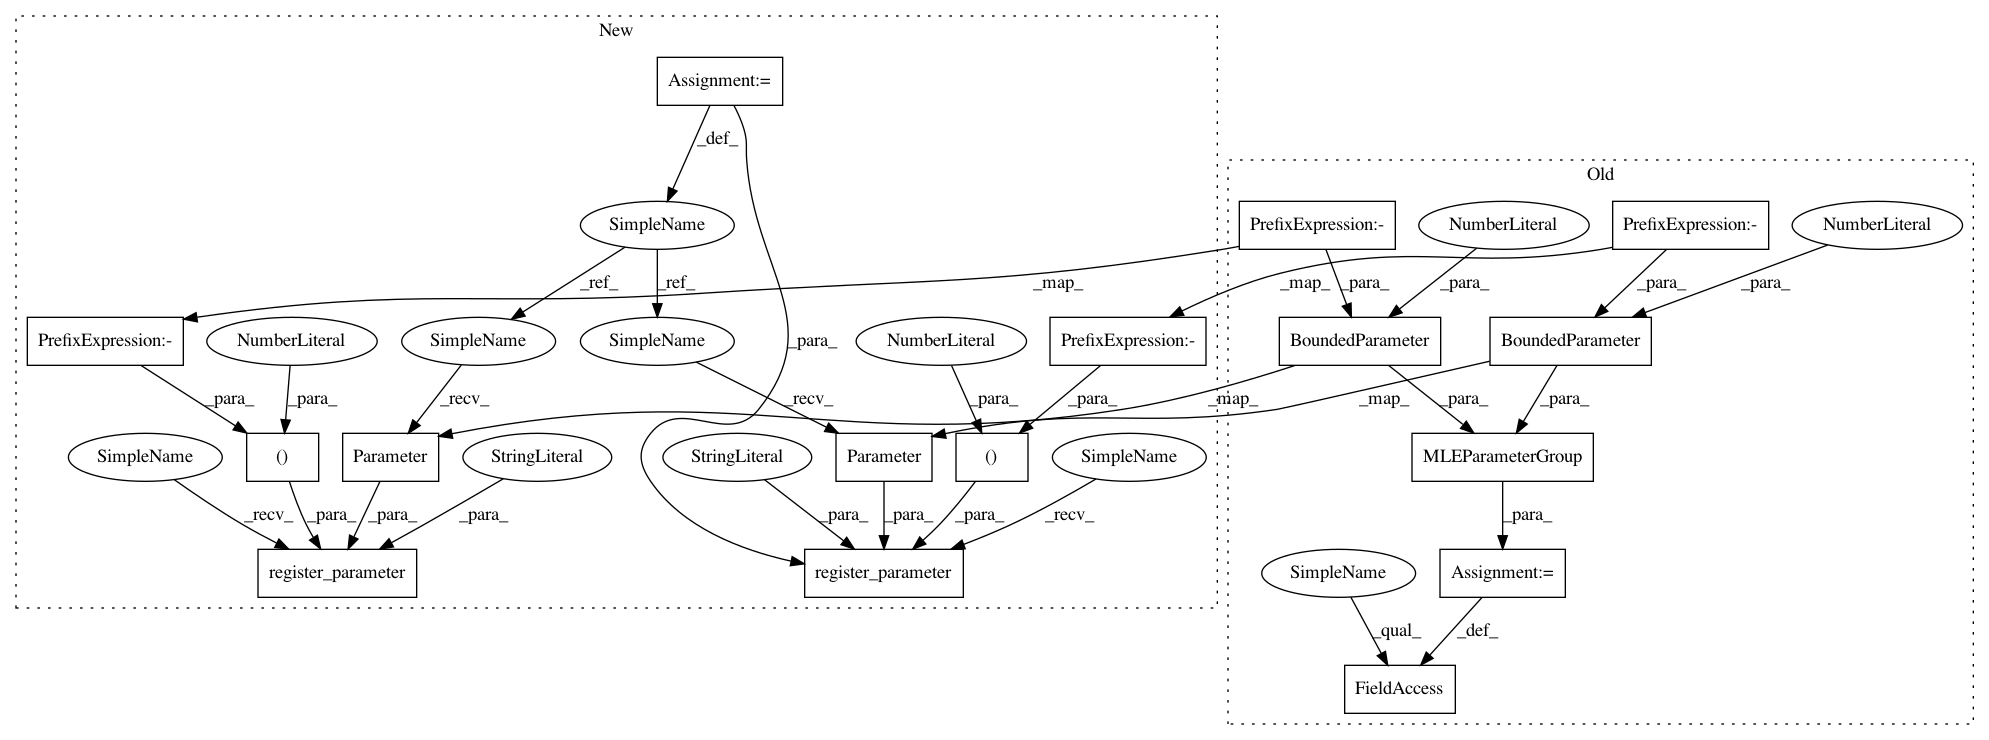 New
Assignment:=
_def_
Old
SimpleName
PrefixExpression:-
NumberLiteral
PrefixExpression:-
NumberLiteral
_ref_
_ref_
_map_
_para_
_para_
_map_
_para_
_para_
PrefixExpression:-
NumberLiteral
SimpleName
SimpleName
_para_
NumberLiteral
PrefixExpression:-
BoundedParameter
BoundedParameter
_para_
_para_
_recv_
_recv_
_para_
_para_
_map_
_map_
_para_
_para_
SimpleName
()
Parameter
StringLiteral
StringLiteral
Parameter
()
SimpleName
MLEParameterGroup
_recv_
_para_
_para_
_para_
_para_
_para_
_para_
_recv_
_para_
register_parameter
register_parameter
SimpleName
Assignment:=
_qual_
_def_
FieldAccess